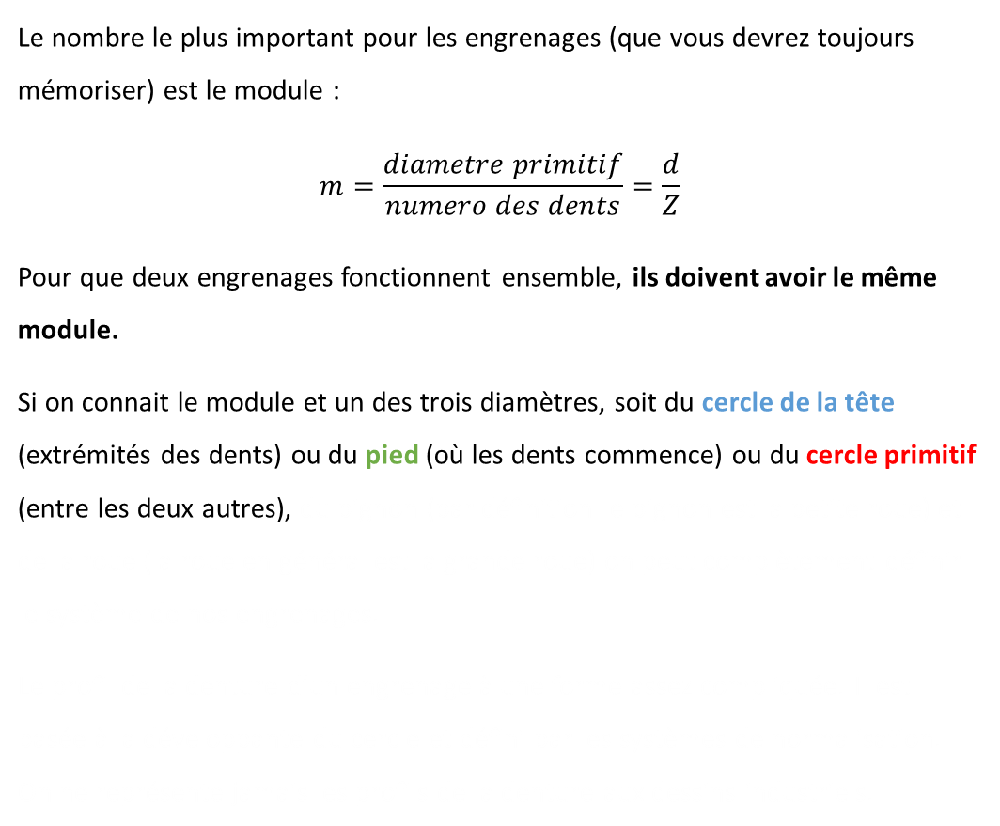 Le nombre le plus important pour les engrenages (que vous devrez toujours
mémoriser) est le module :
m = diametre primitif / numero des dents = d / Z
Pour que deux engrenages fonctionnent ensemble, ils doivent avoir le même
module.
Si on connait le module et un des trois diamètres, soit du cercle de la tête
(extrémités des dents) ou du pied (où les dents commence) ou du cercle primitif
(entre les deux autres),